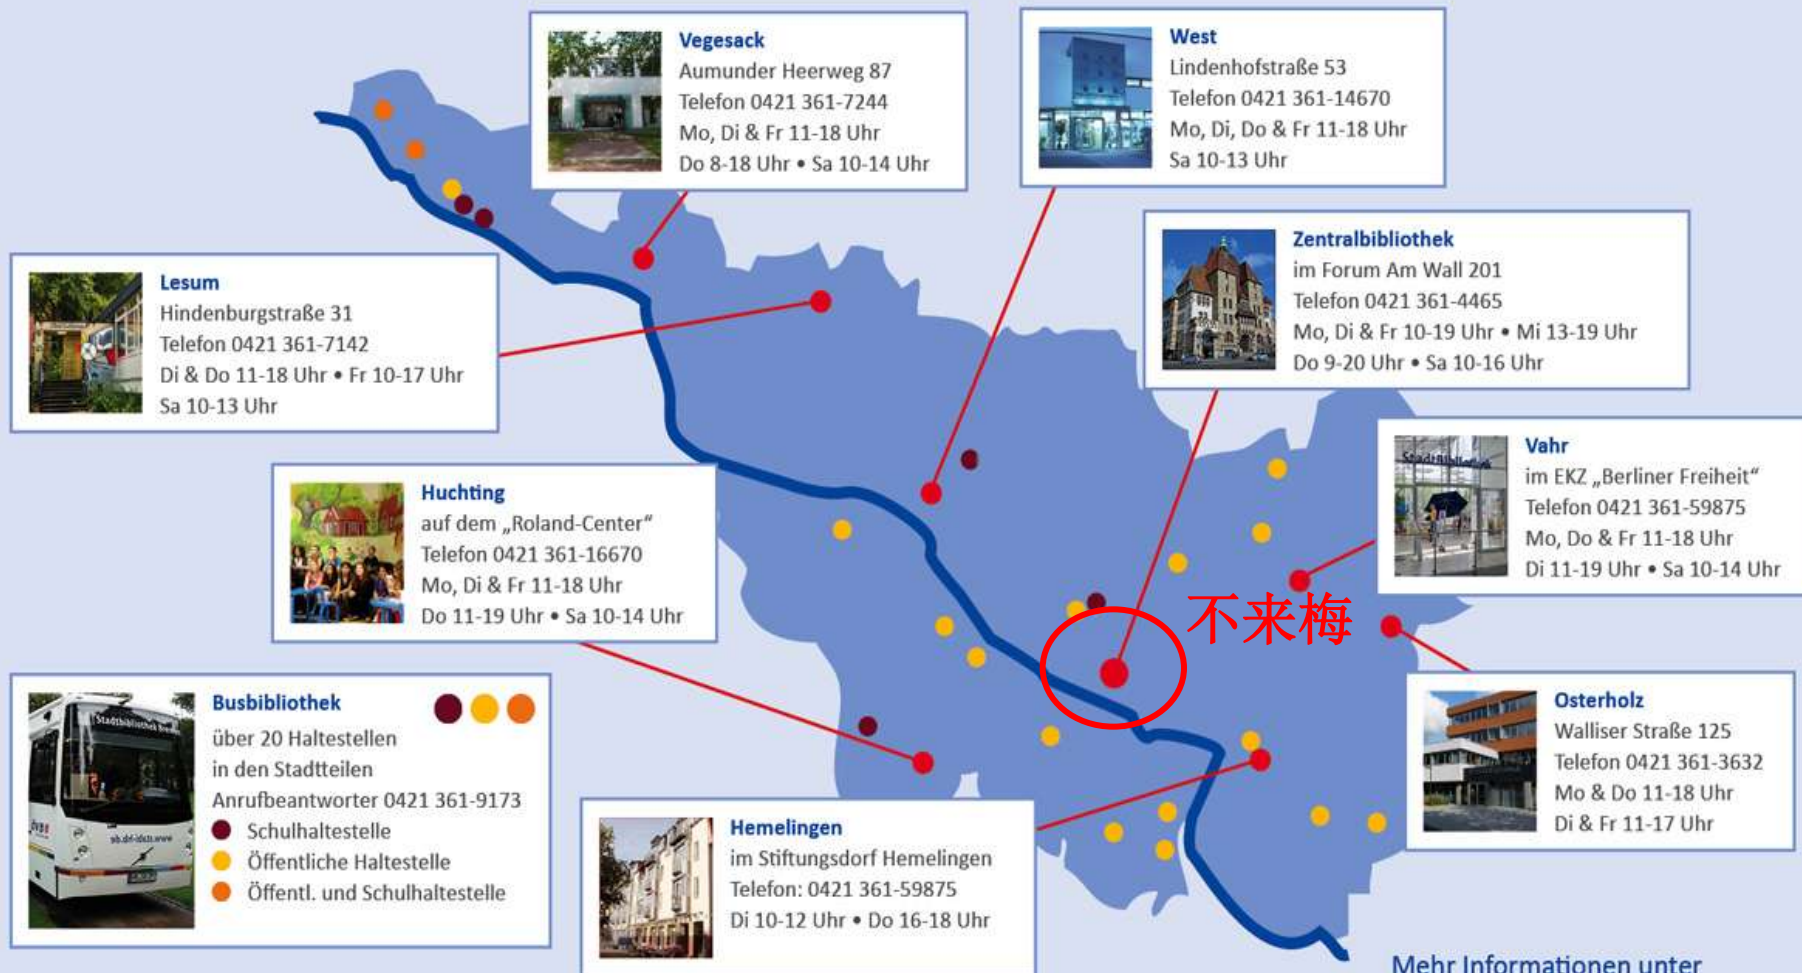 Vegesack
Aumunder Heerweg 87
Telefon 0421 361-7244
Mo, Di & Fr 11-18 Uhr
Do 8-18 Uhr • Sa 10-14 Uhr
West
Lindenhofstraße 53
Telefon 0421 361-14670
Mo, Di, Do & Fr 11-18 Uhr
Sa 10-13 Uhr
Zentralbibliothek
im Forum Am Wall 201
Telefon 0421 361-4465
Mo, Di & Fr 10-19 Uhr • Mi 13-19 Uhr
Do 9-20 Uhr • Sa 10-16 Uhr
Lesum
Hindenburgstraße 31
Telefon 0421 361-7142
Di & Do 11-18 Uhr • Fr 10-17 Uhr
Sa 10-13 Uhr
Vahr
im EKZ „Berliner Freiheit“
Telefon 0421 361-59875
Mo, Do & Fr 11-18 Uhr
Di 11-19 Uhr • Sa 10-14 Uhr
Stadtbibliothek
Huchting
auf dem „Roland-Center“
Telefon 0421 361-16670
Mo, Di & Fr 11-18 Uhr
Do 11-19 Uhr • Sa 10-14 Uhr
不来梅
Osterholz
Walliser Straße 125
Telefon 0421 361-3632
Mo & Do 11-18 Uhr
Di & Fr 11-17 Uhr
Busbibliothek
über 20 Haltestellen
in den Stadtteilen
Anrufbeantworter 0421 361-9173
Schulhaltestelle
Öffentliche Haltestelle
Öffentl. und Schulhaltestelle
Stadtbibliothek
Hemelingen
im Stiftungsdorf Hemelingen
Telefon: 0421 361-59875
Di 10-12 Uhr • Do 16-18 Uhr
Mehr Informationen unter